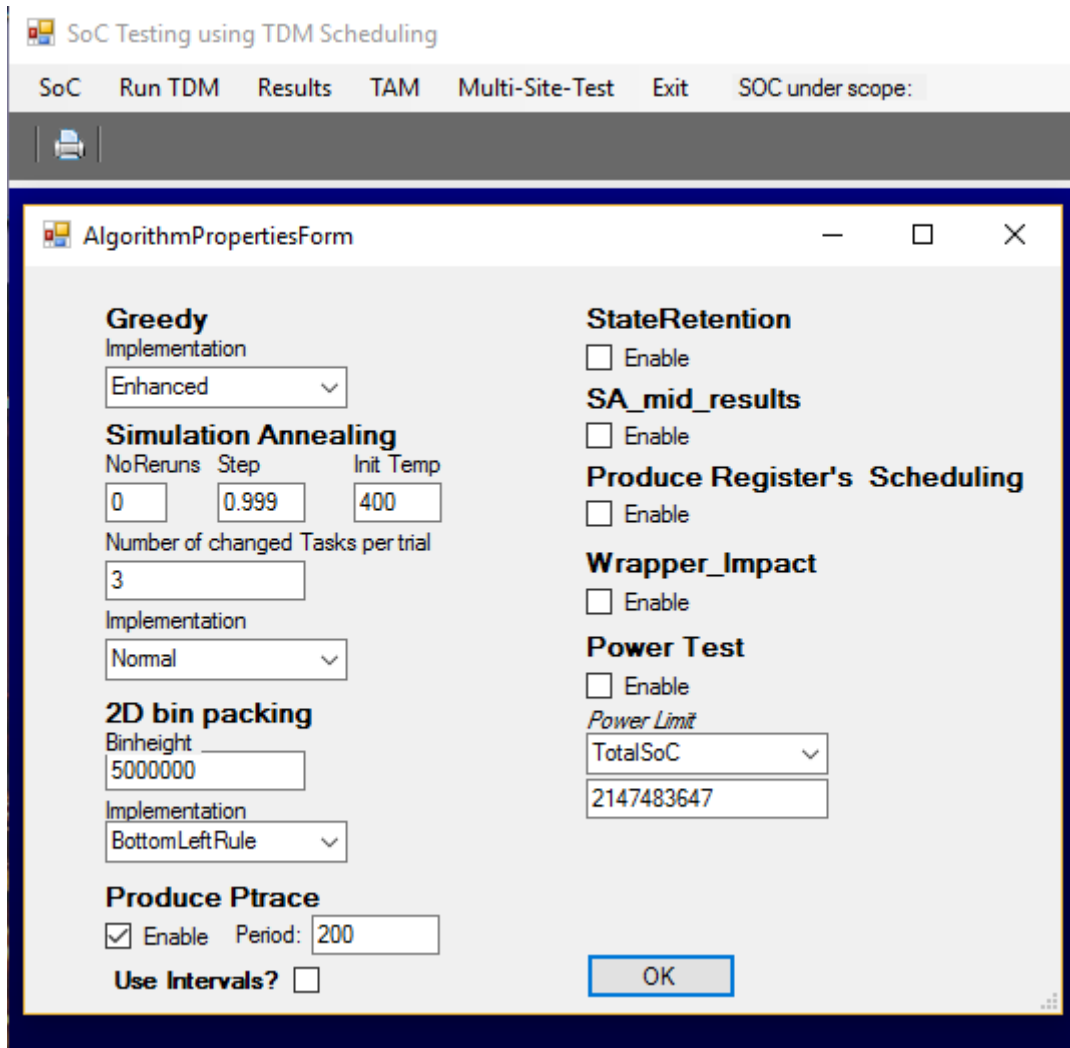 SoC Testing using TDM Scheduling
SoC Run TDM Results TAM Multi-Site-Test Exit SOC under scope:
AlgorithmPropertiesForm
Greedy
Implementation
Enhanced
Simulation Annealing
NoReruns Step Init Temp
0 0.999 400
Number of changed Tasks per trial
3
Implementation
Normal
2D bin packing
Binheight
5000000
Implementation
BottomLeftRule
Produce Ptrace
Enable Period: 200
Use Intervals?
StateRetention
Enable
SA_mid_results
Enable
Produce Register's Scheduling
Enable
Wrapper_Impact
Enable
Power Test
Enable
Power Limit
TotalSoC
2147483647
OK